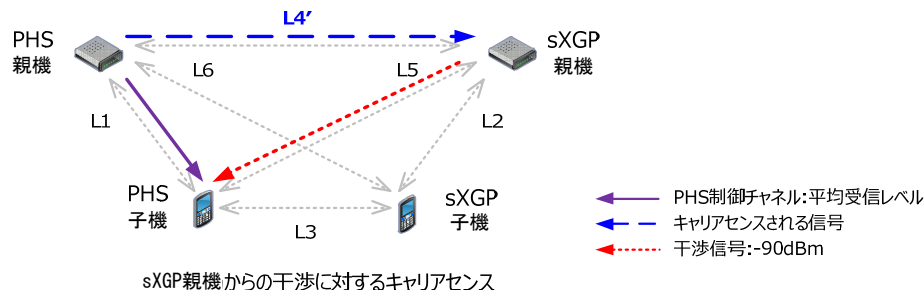 L4’
PHS
親機
sXGP
親機
L6
L5
L1
L2
PHS
子機
L3
sXGP
子機
PHS制御チャネル:平均受信レベル
キャリアセンスされる信号
干渉信号:-90dBm
sXGP親機からの干渉に対するキャリアセンス